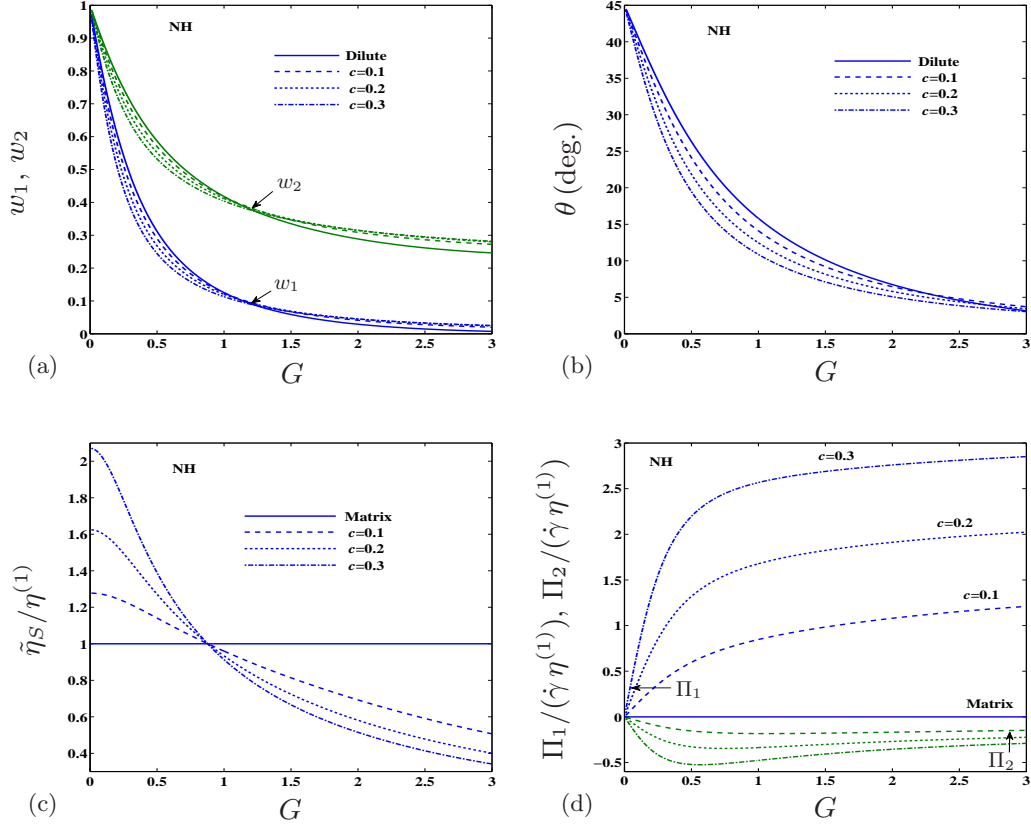 NH
Dilute
c=0.1
c=0.2
c=0.3
w₂
w₁
w₁, w₂
1
0.9
0.8
0.7
0.6
0.5
0.4
0.3
0.2
0.1
0
0 0.5 1 1.5 2 2.5 3
G
(a)
NH
Dilute
c=0.1
c=0.2
c=0.3
θ (deg.)
45
40
35
30
25
20
15
10
5
0
0 0.5 1 1.5 2 2.5 3
G
(b)
NH
Matrix
c=0.1
c=0.2
c=0.3
η̃_S/η⁽¹⁾
2
1.8
1.6
1.4
1.2
1
0.8
0.6
0.4
0 0.5 1 1.5 2 2.5 3
G
(c)
NH
c=0.3
c=0.2
c=0.1
Π₁
Matrix
Π₂
Π₁/(γ̇ η⁽¹⁾), Π₂/(γ̇ η⁽¹⁾)
3
2.5
2
1.5
1
0.5
0
−0.5
0 0.5 1 1.5 2 2.5 3
G
(d)